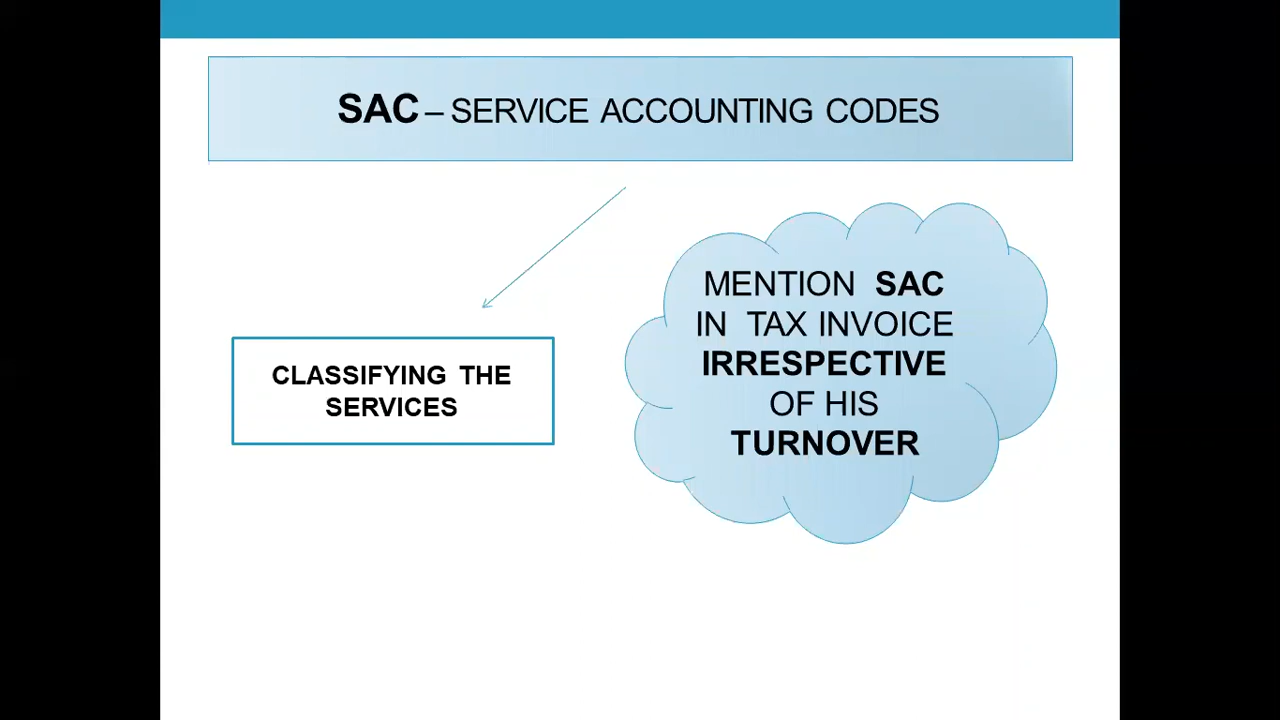 SAC – SERVICE ACCOUNTING CODES
CLASSIFYING THE
SERVICES
MENTION SAC
IN TAX INVOICE
IRRESPECTIVE
OF HIS
TURNOVER